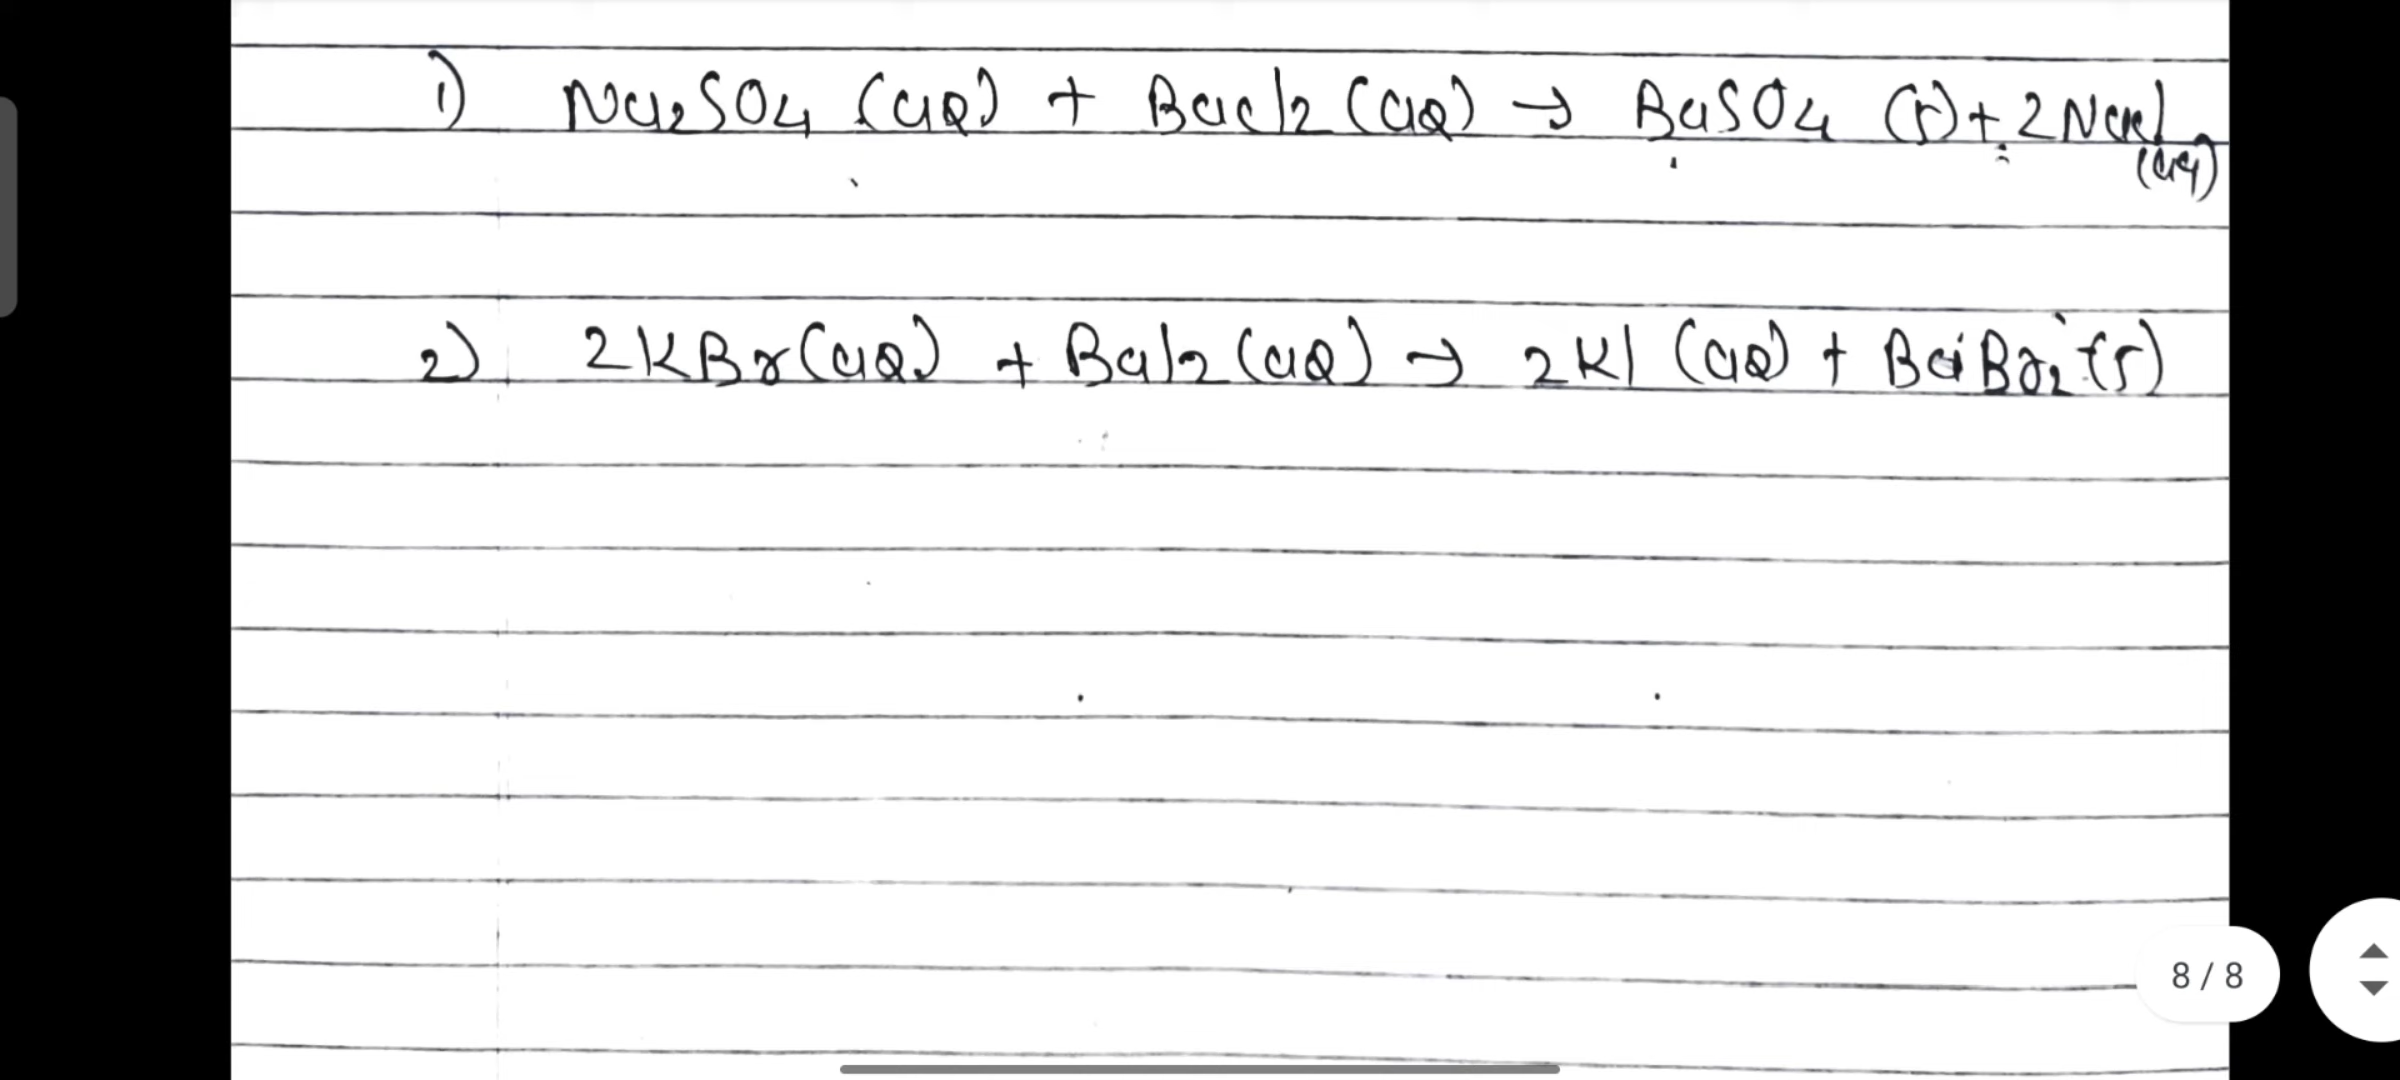 1) Na2SO4 (aq) + Bacl2 (aq) → BaSO4 (s) + 2Nacl
(aq)
2) 2KBr(aq) + BaI2 (aq) → 2KI (aq) + BaBr2 (s)
8 / 8